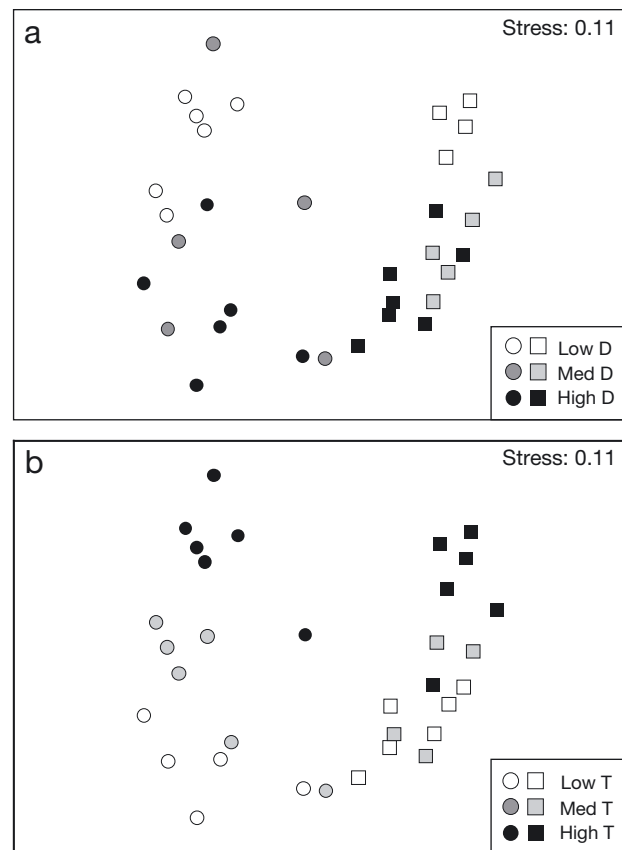 a
Stress: 0.11
Low D
Med D
High D
b
Stress: 0.11
Low T
Med T
High T